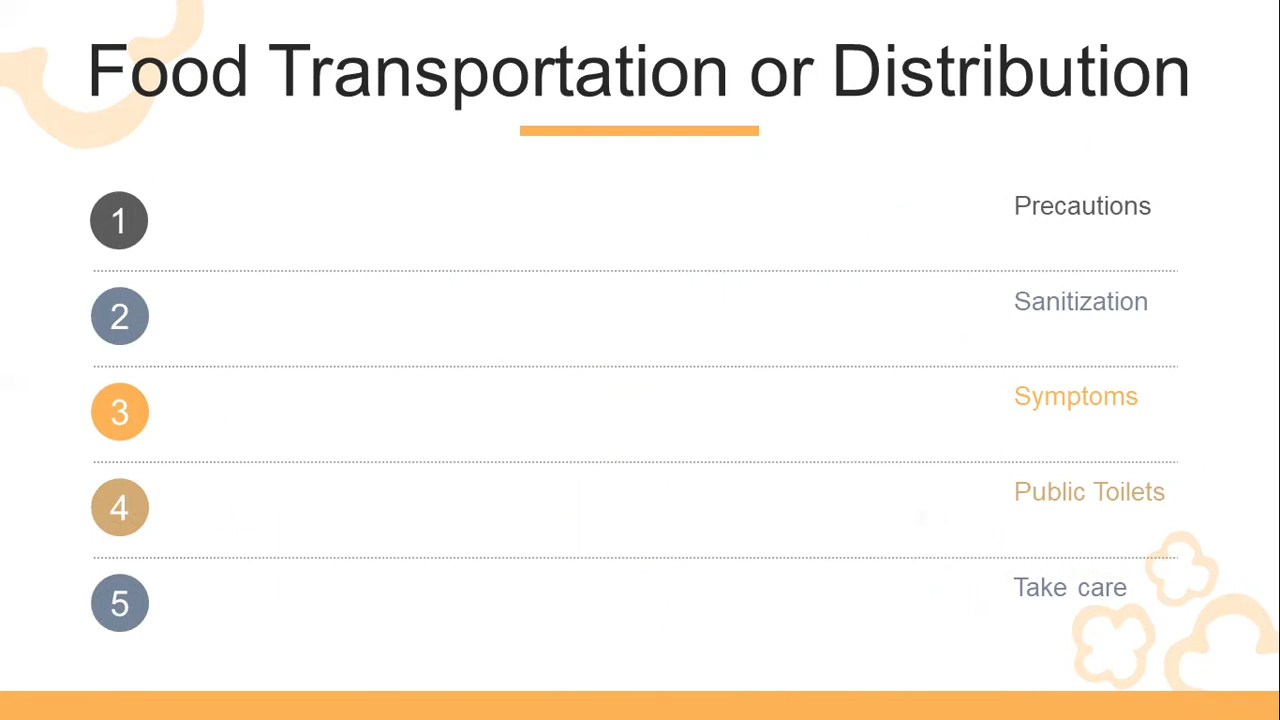 Food Transportation or Distribution
1 Precautions
2 Sanitization
3 Symptoms
4 Public Toilets
5 Take care